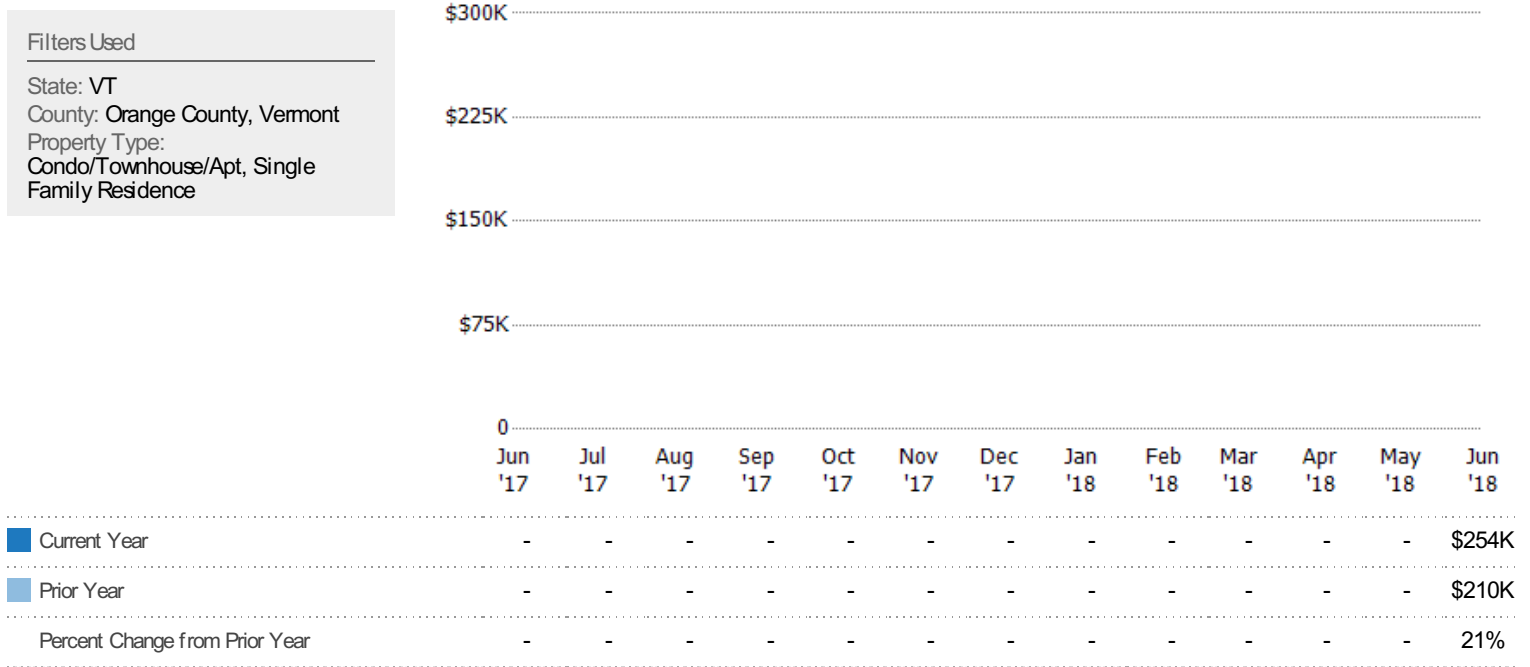 Filters Used
State: VT
County: Orange County, Vermont
Property Type:
Condo/Townhouse/Apt, Single
Family Residence
$300K
$225K
$150K
$75K
0
Jun Jul Aug Sep Oct Nov Dec Jan Feb Mar Apr May Jun
'17 '17 '17 '17 '17 '17 '17 '18 '18 '18 '18 '18 '18
Current Year - - - - - - - - - - - - $254K
Prior Year - - - - - - - - - - - - $210K
Percent Change from Prior Year - - - - - - - - - - - - 21%